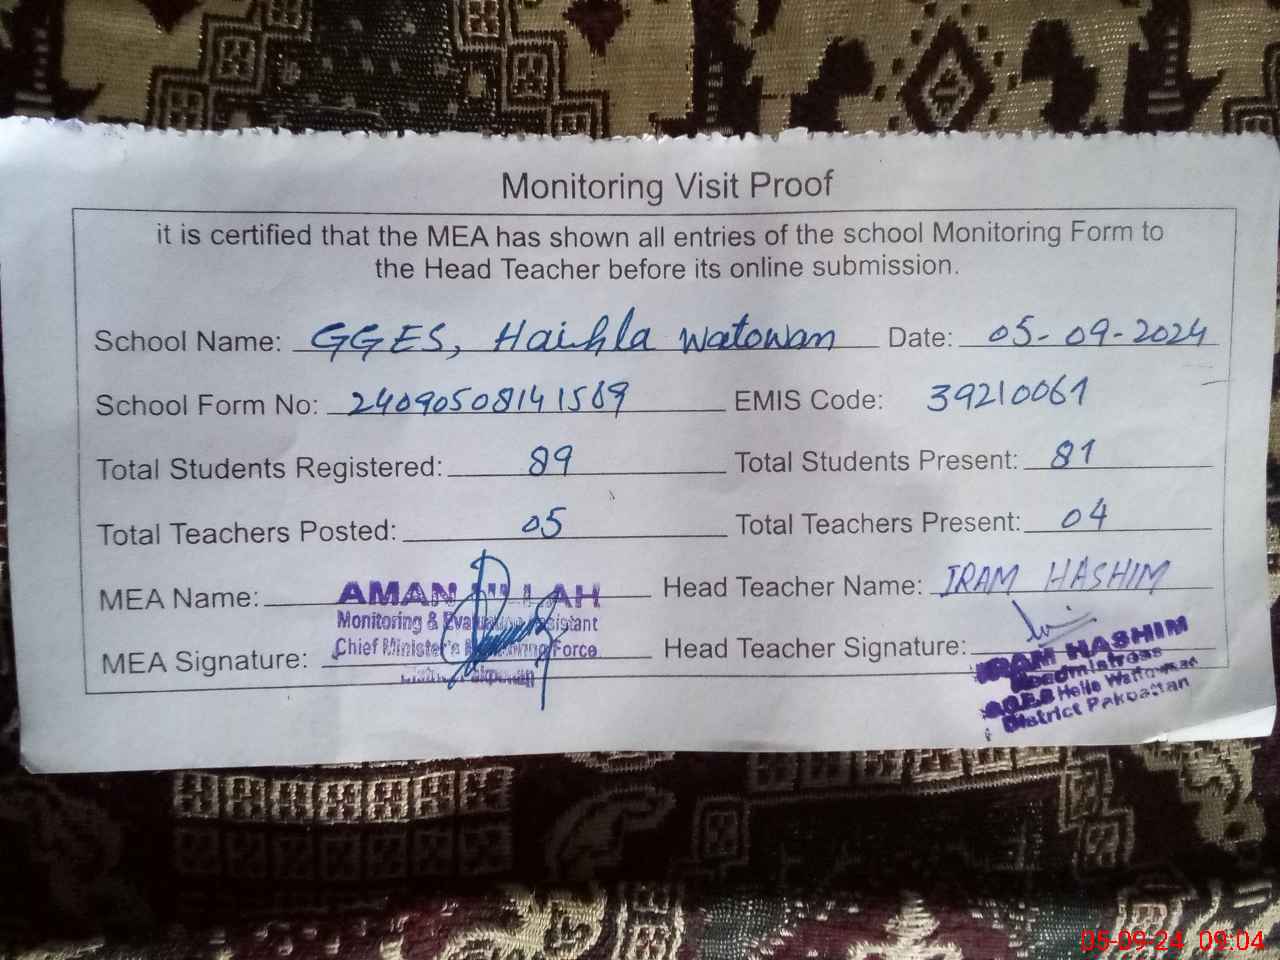 Monitoring Visit Proof
it is certified that the MEA has shown all entries of the school Monitoring Form to
the Head Teacher before its online submission.
School Name: GGES, Haihla Watowan Date: 05-09-2024
School Form No: 24090508141589 EMIS Code: 39210061
Total Students Registered: 89 Total Students Present: 81
Total Teachers Posted: 05 Total Teachers Present: 04
MEA Name: AMAN ULLAH Head Teacher Name: IRAM HASHIM
Monitoring & Evaluation Assistant
Chief Minister's Monitoring Force
MEA Signature: Head Teacher Signature:
IRAM HASHIM
Headmistress
District Pakpattan
05-09-24 09:04